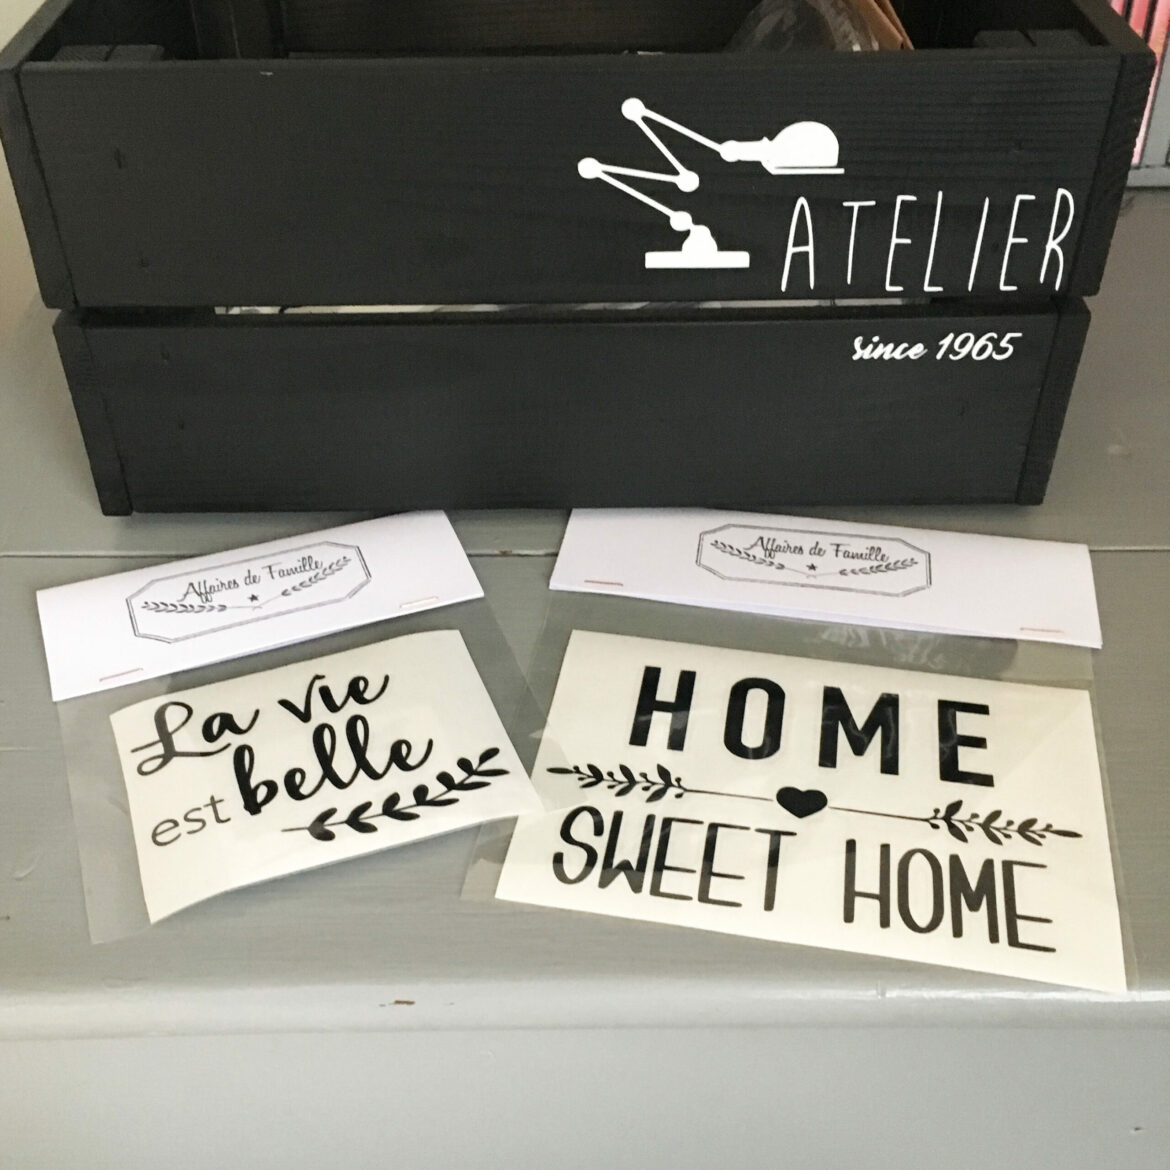 ATELIER
since 1965
Affaires de Famille
Affaires de Famille
La vie
est belle
HOME
SWEET HOME